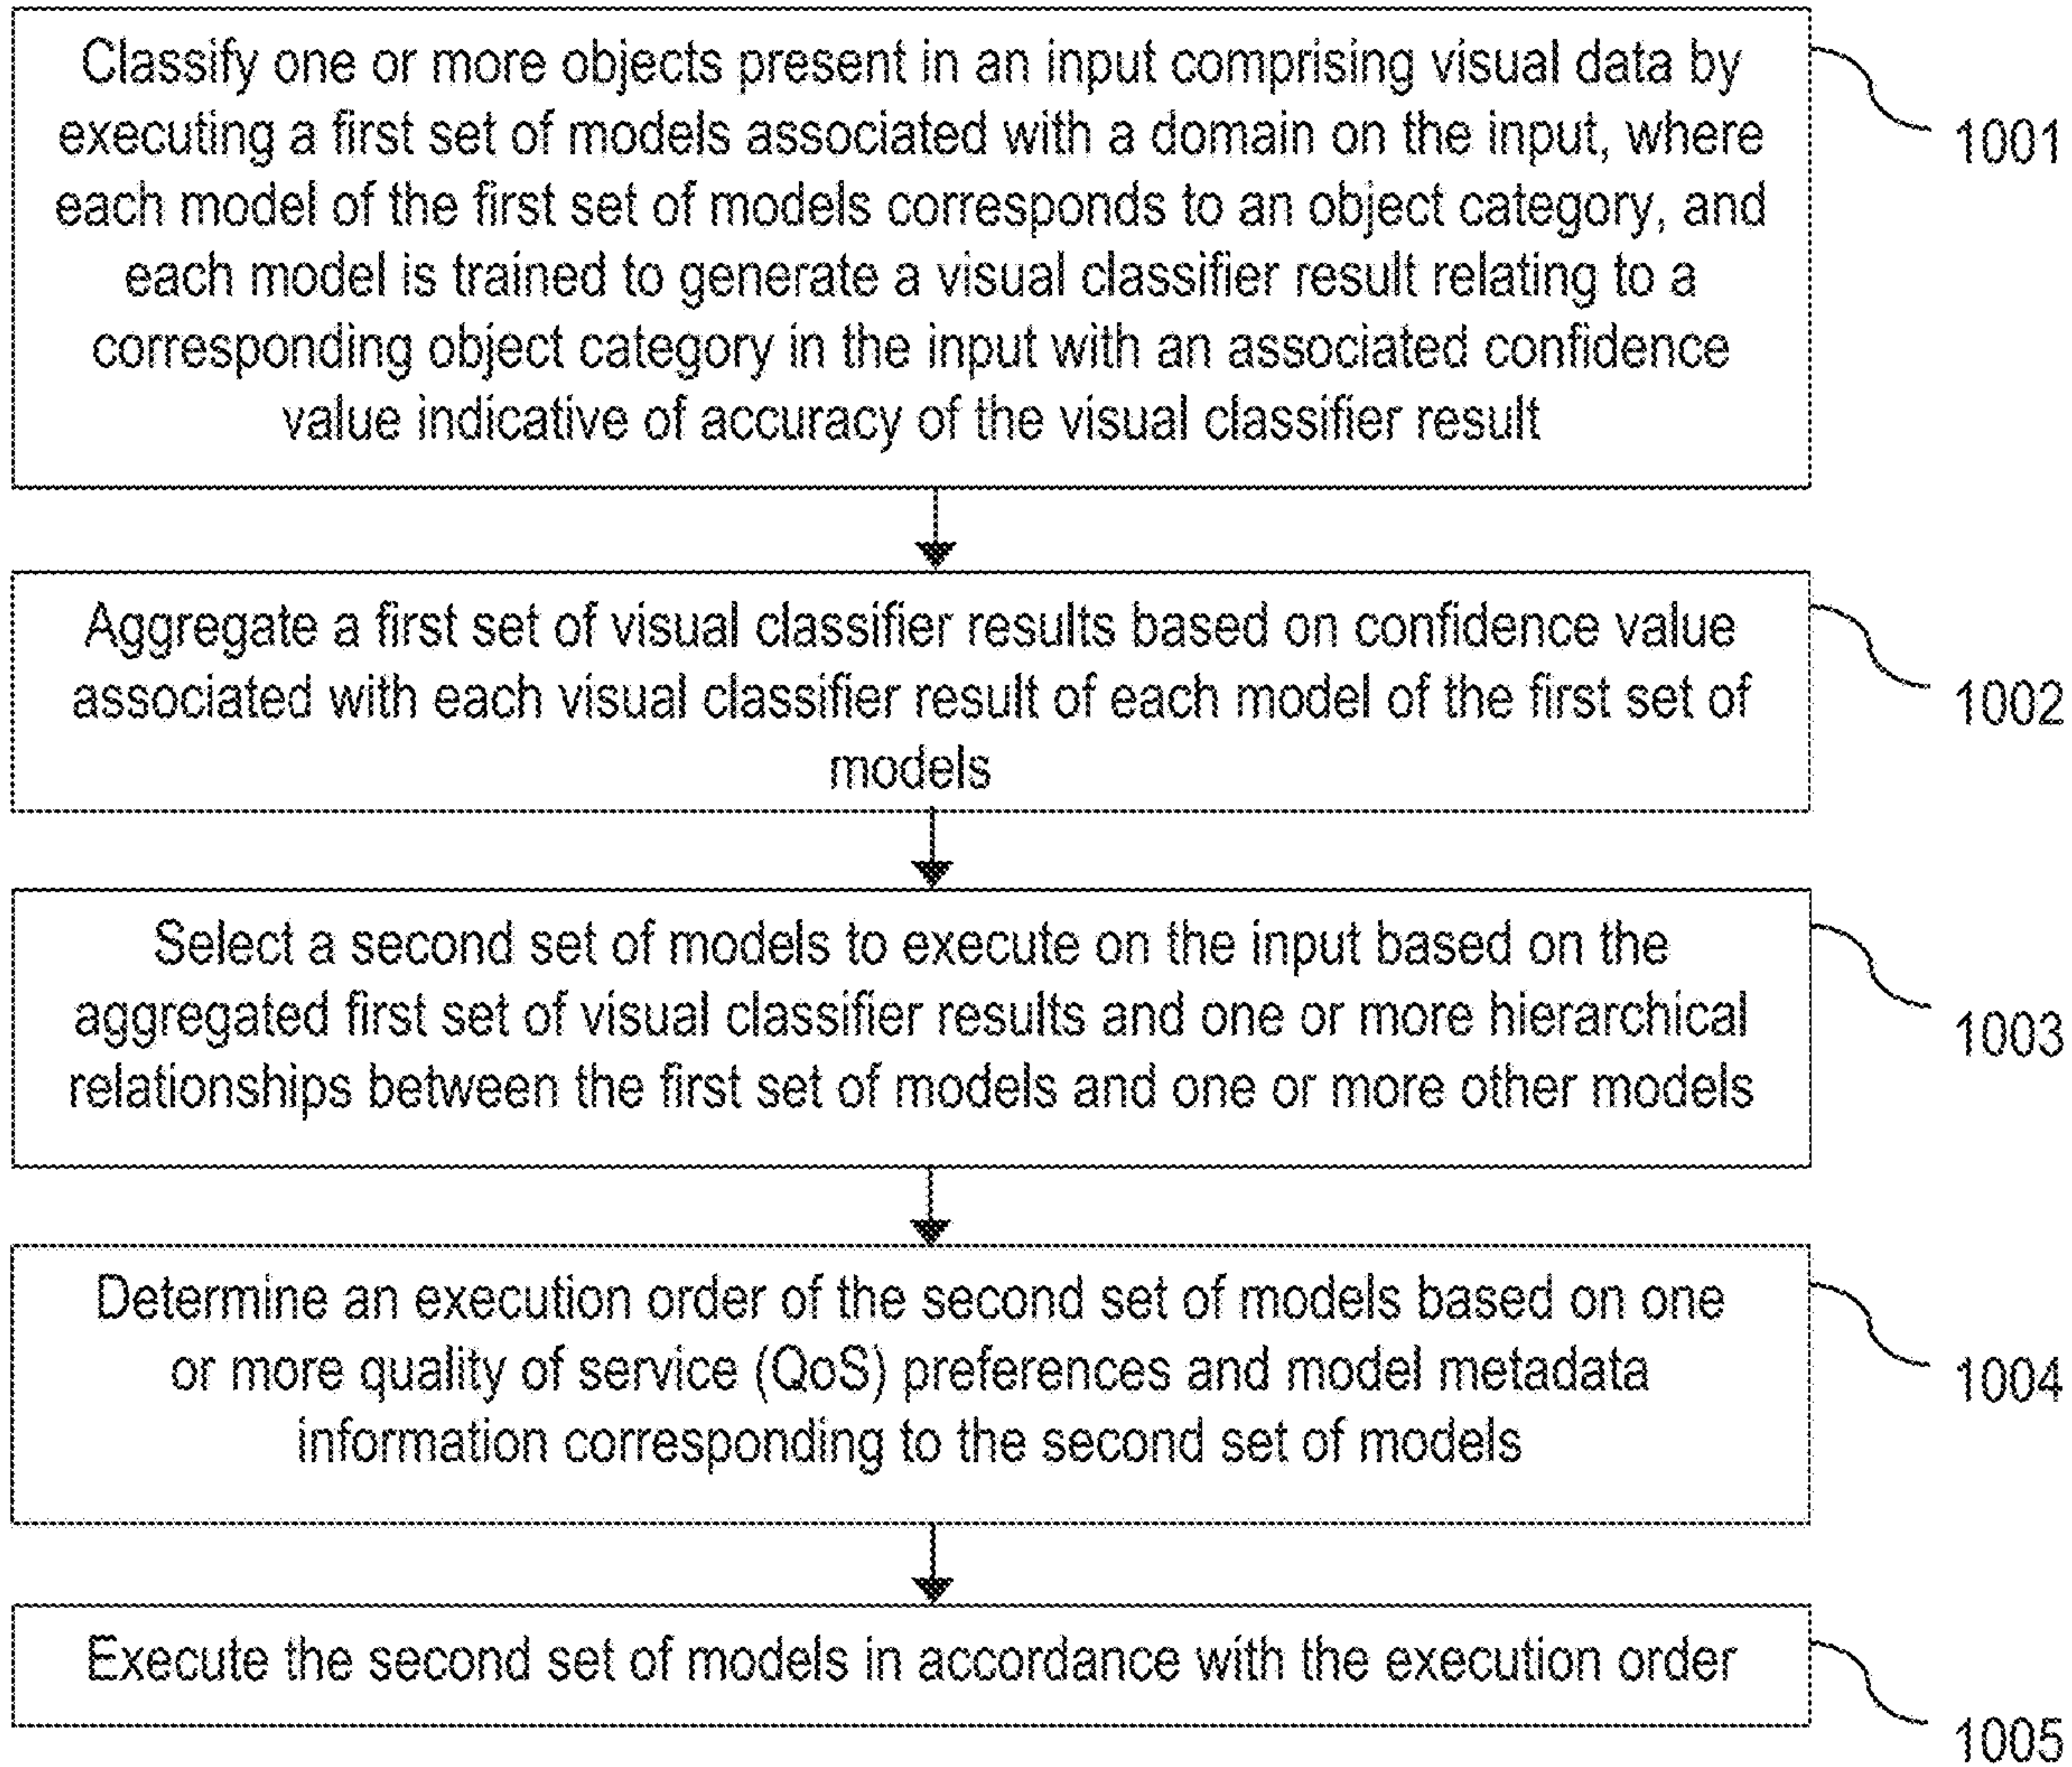 Classify one or more objects present in an input comprising visual data by
executing a first set of models associated with a domain on the input, where
each model of the first set of models corresponds to an object category, and
each model is trained to generate a visual classifier result relating to a
corresponding object category in the input with an associated confidence
value indicative of accuracy of the visual classifier result
1001
Aggregate a first set of visual classifier results based on confidence value
associated with each visual classifier result of each model of the first set of
models
1002
Select a second set of models to execute on the input based on the
aggregated first set of visual classifier results and one or more hierarchical
relationships between the first set of models and one or more other models
1003
Determine an execution order of the second set of models based on one
or more quality of service (QoS) preferences and model metadata
information corresponding to the second set of models
1004
Execute the second set of models in accordance with the execution order
1005